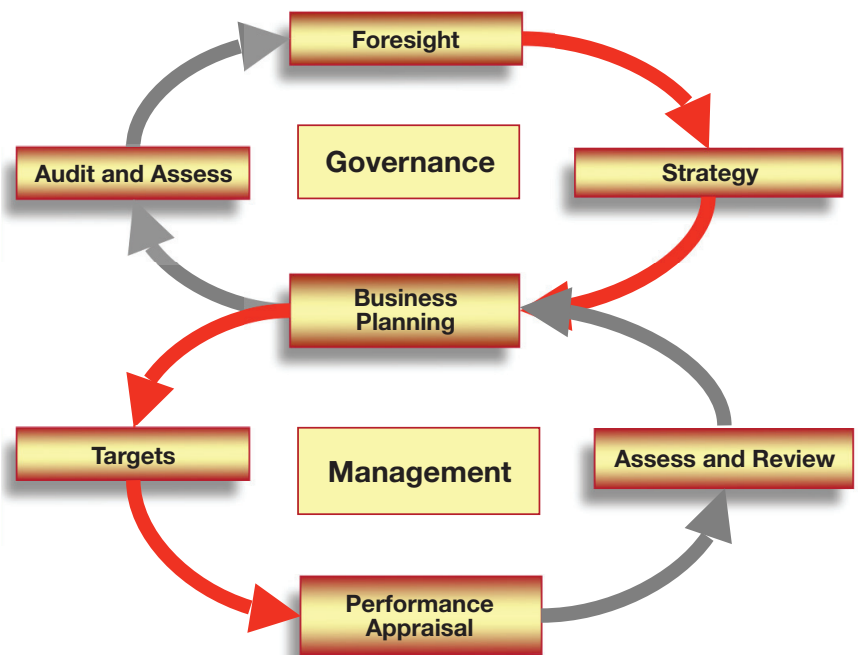 Foresight
Governance
Audit and Assess
Strategy
Business
Planning
Targets
Management
Assess and Review
Performance
Appraisal